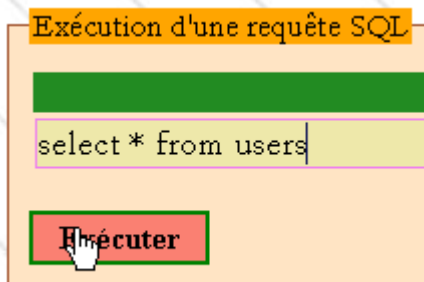 Exécution d'une requête SQL
select * from users
Exécuter